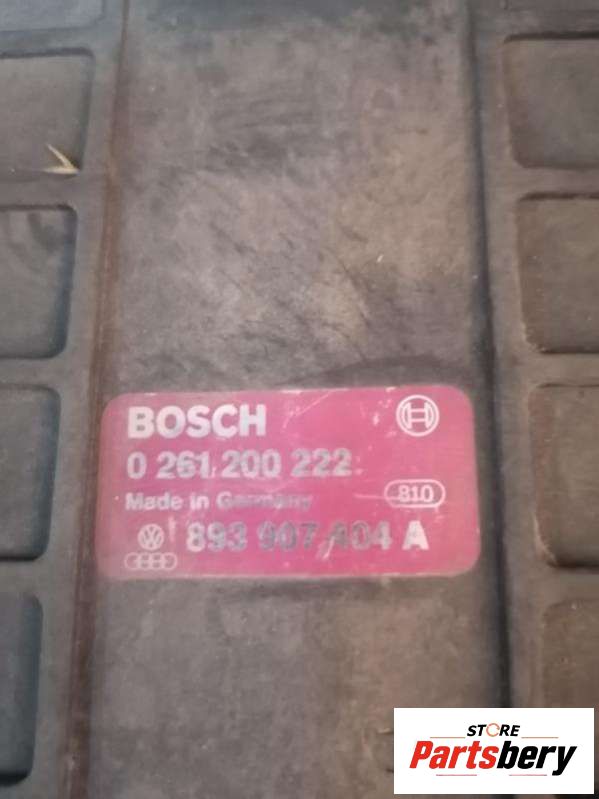 BOSCH
0 261 200 222
Made in Germany
810
893 907 404 A
STORE
Partsbery